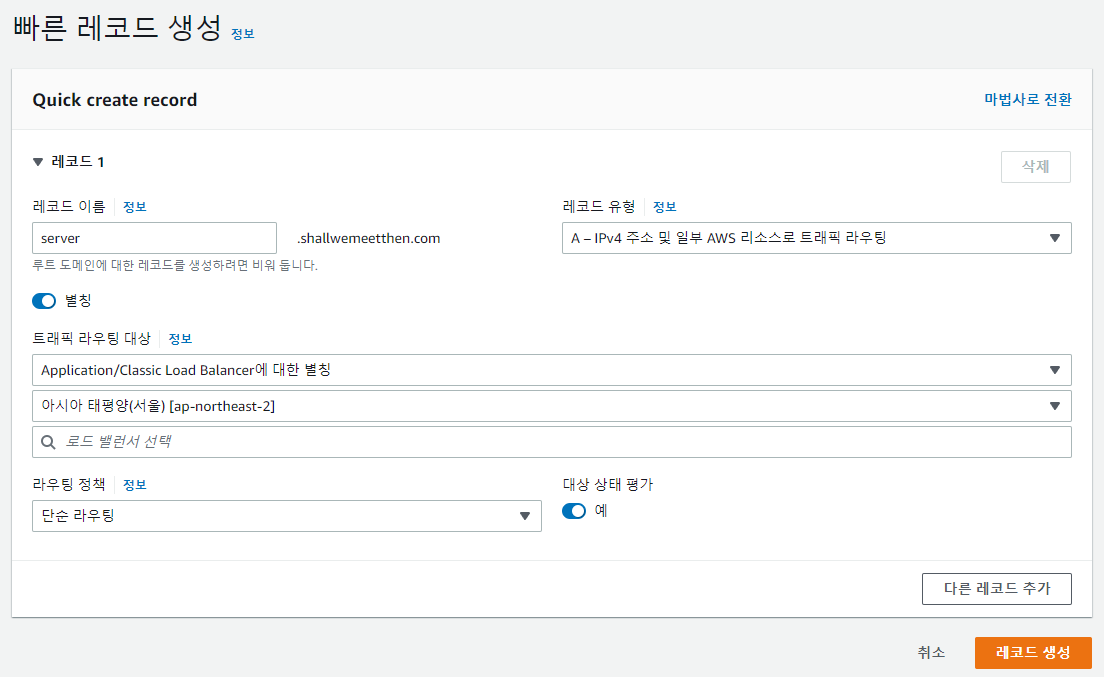 빠른 레코드 생성 정보
Quick create record 마법사로 전환
레코드 1 삭제
레코드 이름 정보 레코드 유형 정보
server .shallwemeetthen.com A – IPv4 주소 및 일부 AWS 리소스로 트래픽 라우팅
루트 도메인에 대한 레코드를 생성하려면 비워 둡니다.
별칭
트래픽 라우팅 대상 정보
Application/Classic Load Balancer에 대한 별칭
아시아 태평양(서울) [ap-northeast-2]
로드 밸런서 선택
라우팅 정책 정보 대상 상태 평가
단순 라우팅 예
다른 레코드 추가
취소 레코드 생성